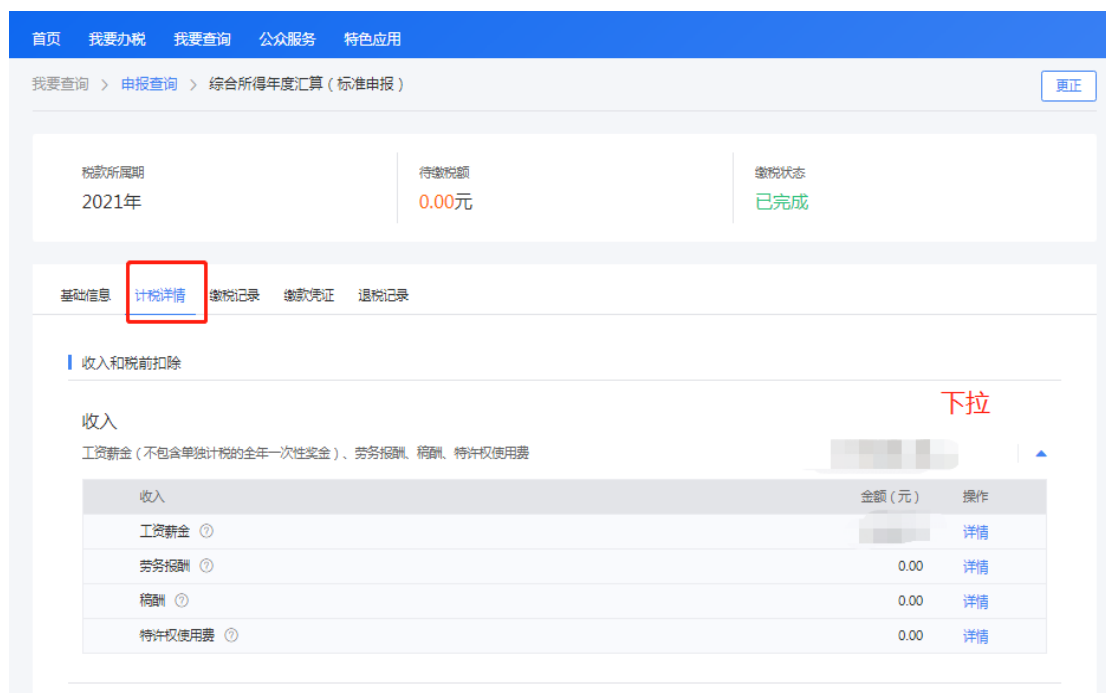 首页 我要办税 我要查询 公众服务 特色应用
我要查询 > 申报查询 > 综合所得年度汇算（标准申报） 更正
税款所属期 待缴税额 缴税状态
2021年 0.00元 已完成
基础信息 计税详情 缴税记录 缴款凭证 退税记录
收入和税前扣除
下拉
收入
工资薪金（不包含单独计税的全年一次性奖金）、劳务报酬、稿酬、特许权使用费
收入 金额（元） 操作
工资薪金 ? 详情
劳务报酬 ? 0.00 详情
稿酬 ? 0.00 详情
特许权使用费 ? 0.00 详情